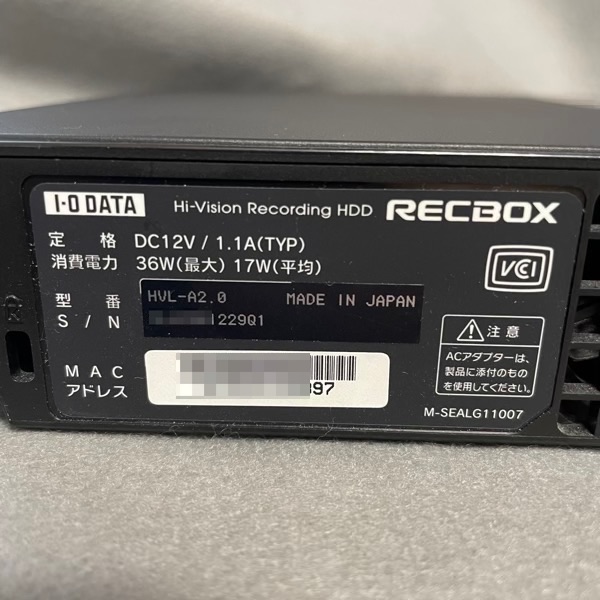 I-O DATA Hi-Vision Recording HDD RECBOX
定格 DC12V / 1.1A(TYP)
消費電力 36W(最大) 17W(平均)
VCI
型番 HVL-A2.0 MADE IN JAPAN
S/N 1229Q1
注意
ACアダプターは、
製品に添付のもの
を使用してください。
MAC
アドレス 397
M-SEALG11007